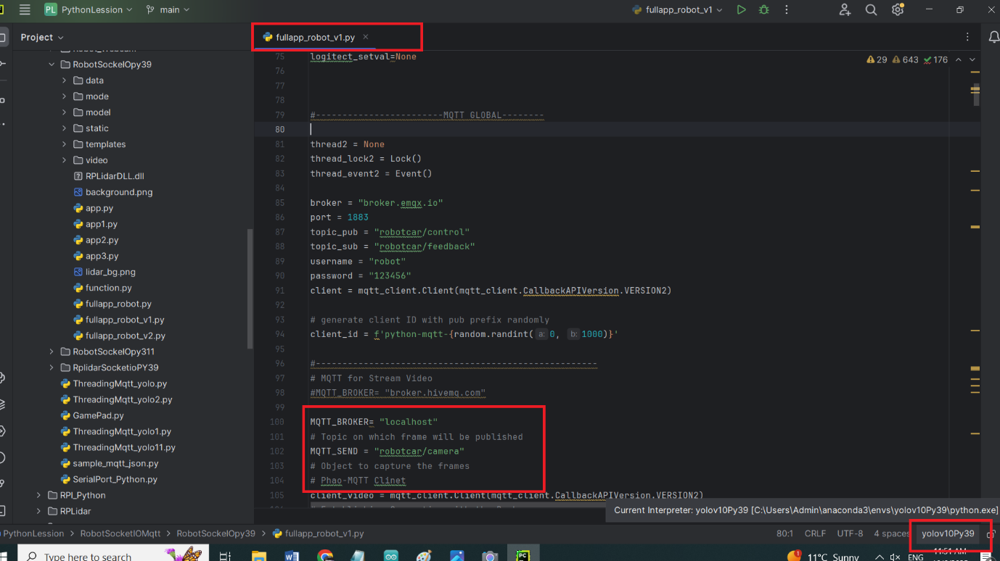 PL PythonLession main fullapp_robot_v1
Project
fullapp_robot_v1.py
RobotSockelOpy39
data
mode
model
static
templates
video
RPLidarDLL.dll
background.png
app.py
app1.py
app2.py
app3.py
lidar_bg.png
function.py
fullapp_robot.py
fullapp_robot_v1.py
fullapp_robot_v2.py
RobotSockelOpy311
RplidarSocketioPY39
ThreadingMqtt_yolo.py
ThreadingMqtt_yolo2.py
GamePad.py
ThreadingMqtt_yolo1.py
ThreadingMqtt_yolo11.py
sample_mqtt_json.py
SerialPort_Python.py
RPI_Python
RPLidar
29 643 176
75 logitect_setval=None
76
77
78
79 #------------------------MQTT GLOBAL--------
80
81 thread2 = None
82 thread_lock2 = Lock()
83 thread_event2 = Event()
84
85 broker = "broker.emqx.io"
86 port = 1883
87 topic_pub = "robotcar/control"
88 topic_sub = "robotcar/feedback"
89 username = "robot"
90 password = "123456"
91 client = mqtt_client.Client(mqtt_client.CallbackAPIVersion.VERSION2)
92
93 # generate client ID with pub prefix randomly
94 client_id = f'python-mqtt-{random.randint( a: 0, b: 1000)}'
95
96 #-----------------------------------------------------
97 # MQTT for Stream Video
98 #MQTT_BROKER= "broker.hivemq.com"
99
100 MQTT_BROKER= "localhost"
101 # Topic on which frame will be published
102 MQTT_SEND = "robotcar/camera"
103 # Object to capture the frames
104 # Phao-MQTT Clinet
105 client_video = mqtt_client.Client(mqtt_client.CallbackAPIVersion.VERSION2)
Current Interpreter: yolov10Py39 [C:\Users\Admin\anaconda3\envs\yolov10Py39\python.exe]
PythonLession > RobotSocketIOMqtt > RobotSockelOpy39 > fullapp_robot_v1.py 80:1 CRLF UTF-8 4 spaces yolov10Py39
Type here to search 1 11°C Sunny ENG 11:51 AM